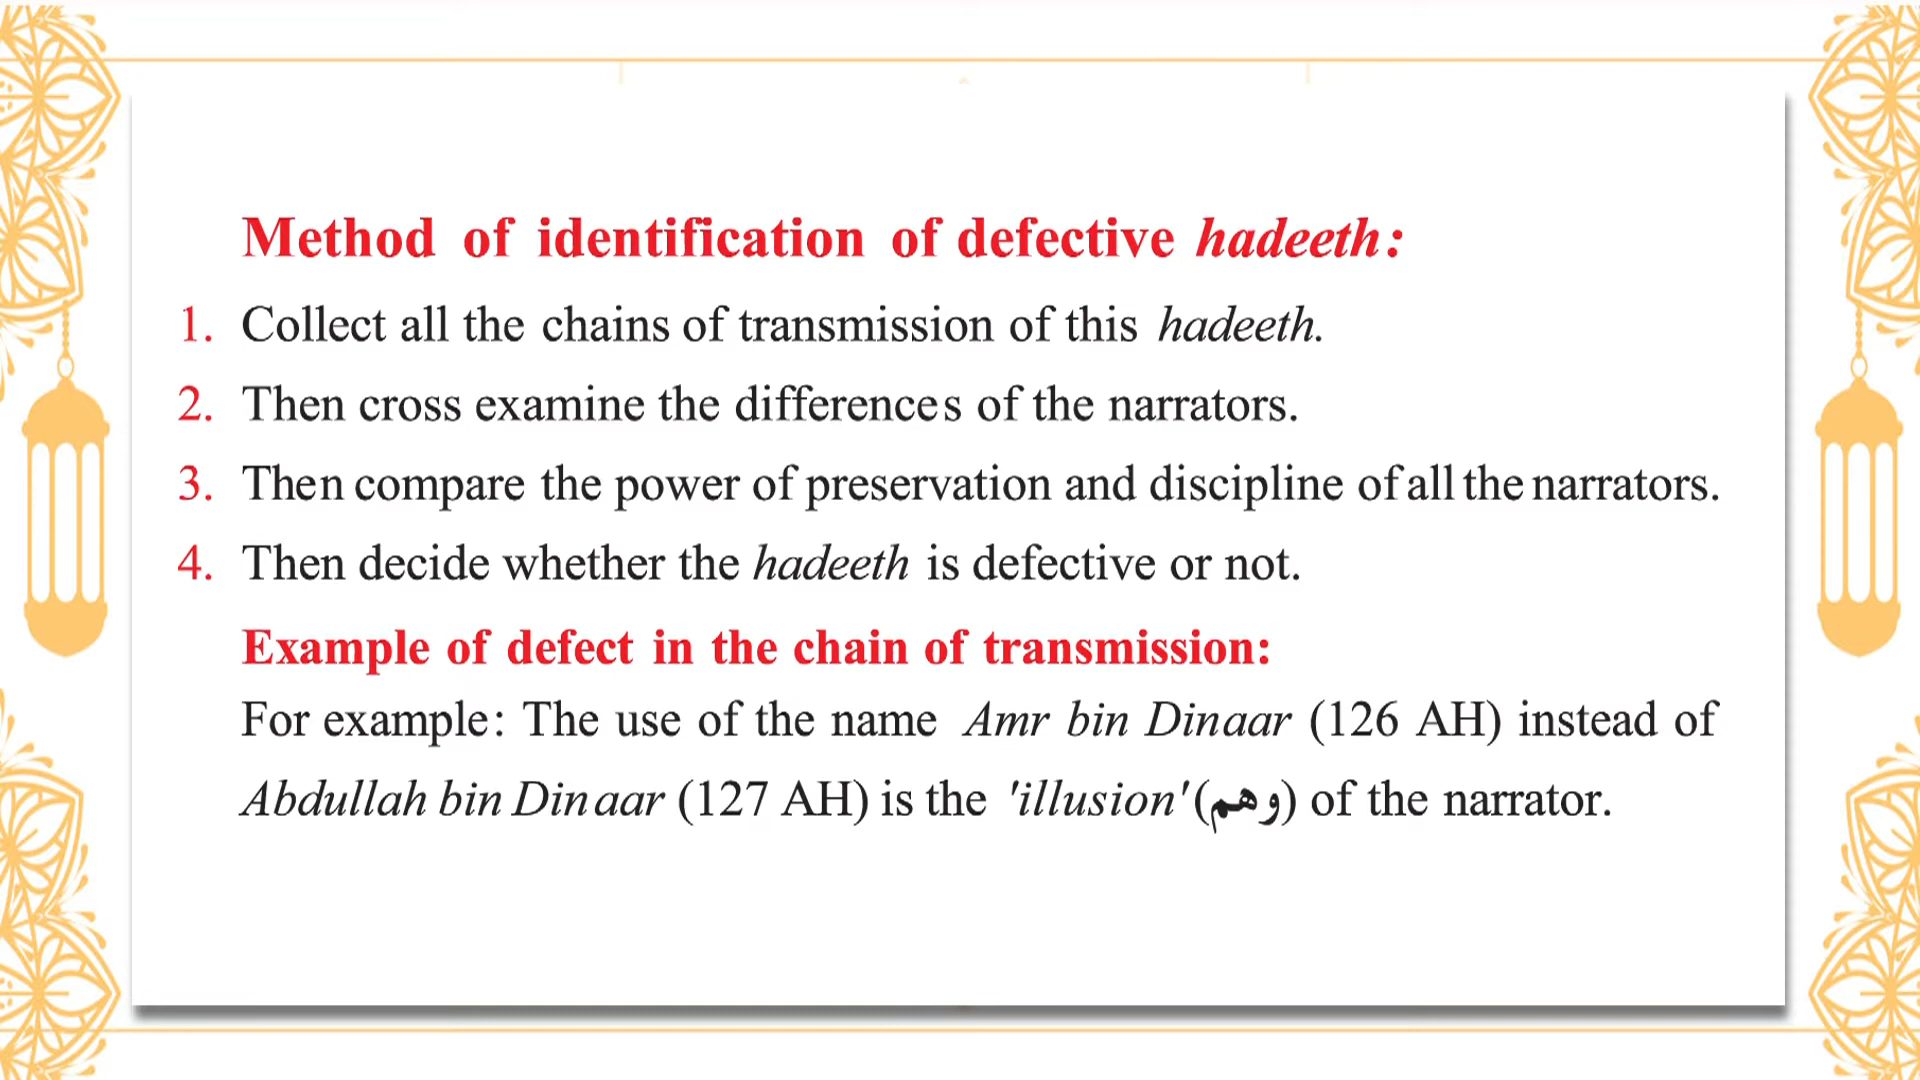 Method of identification of defective hadeeth:
1. Collect all the chains of transmission of this hadeeth.
2. Then cross examine the differences of the narrators.
3. Then compare the power of preservation and discipline of all the narrators.
4. Then decide whether the hadeeth is defective or not.
Example of defect in the chain of transmission:
For example: The use of the name Amr bin Dinaar (126 AH) instead of
Abdullah bin Dinaar (127 AH) is the 'illusion' (وهم) of the narrator.